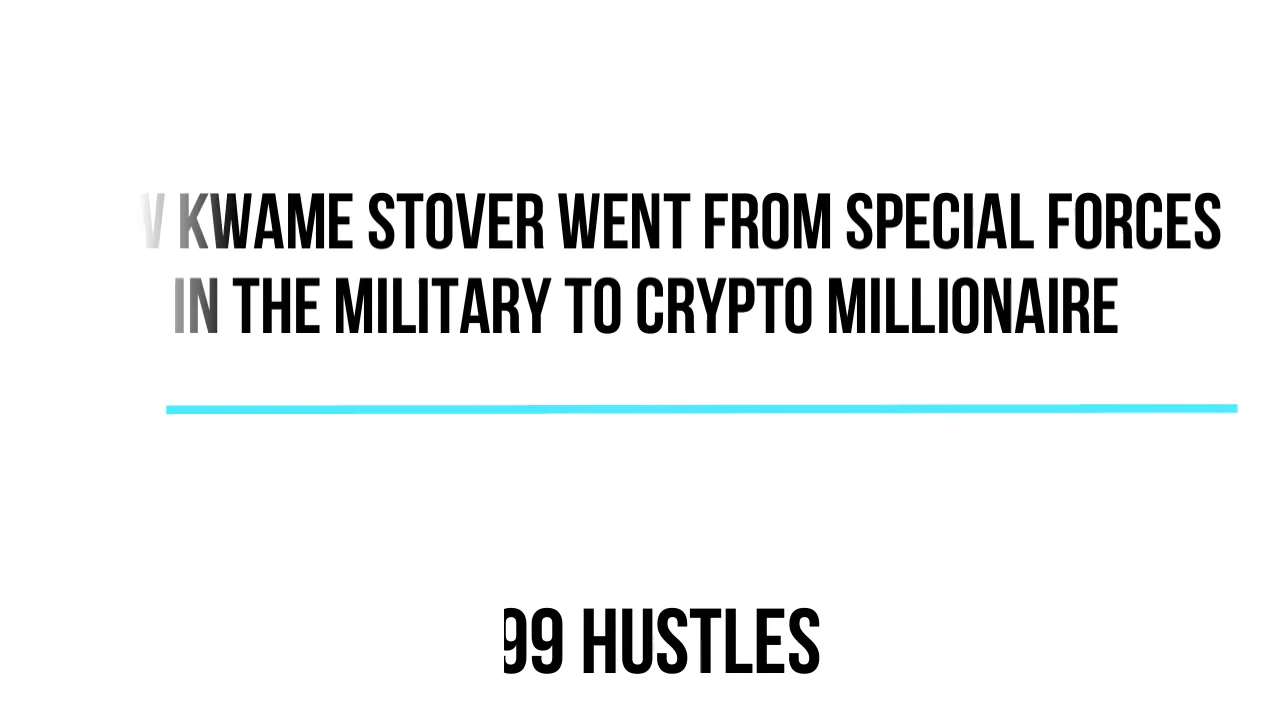 KWAME STOVER WENT FROM SPECIAL FORCES
IN THE MILITARY TO CRYPTO MILLIONAIRE
99 HUSTLES